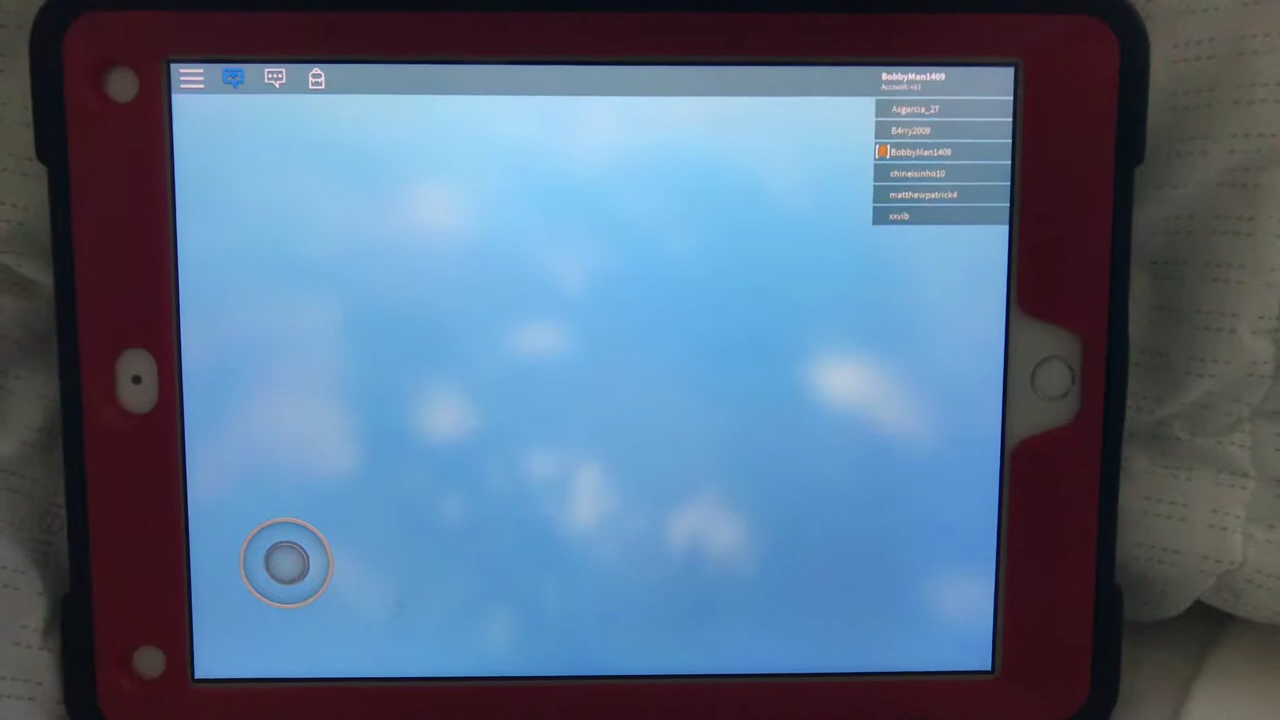 BobbyMan1409
Account: <13
Asgarcia_27
B4rry2009
BobbyMan1409
chineisinho10
matthewpatrick4
xxvib